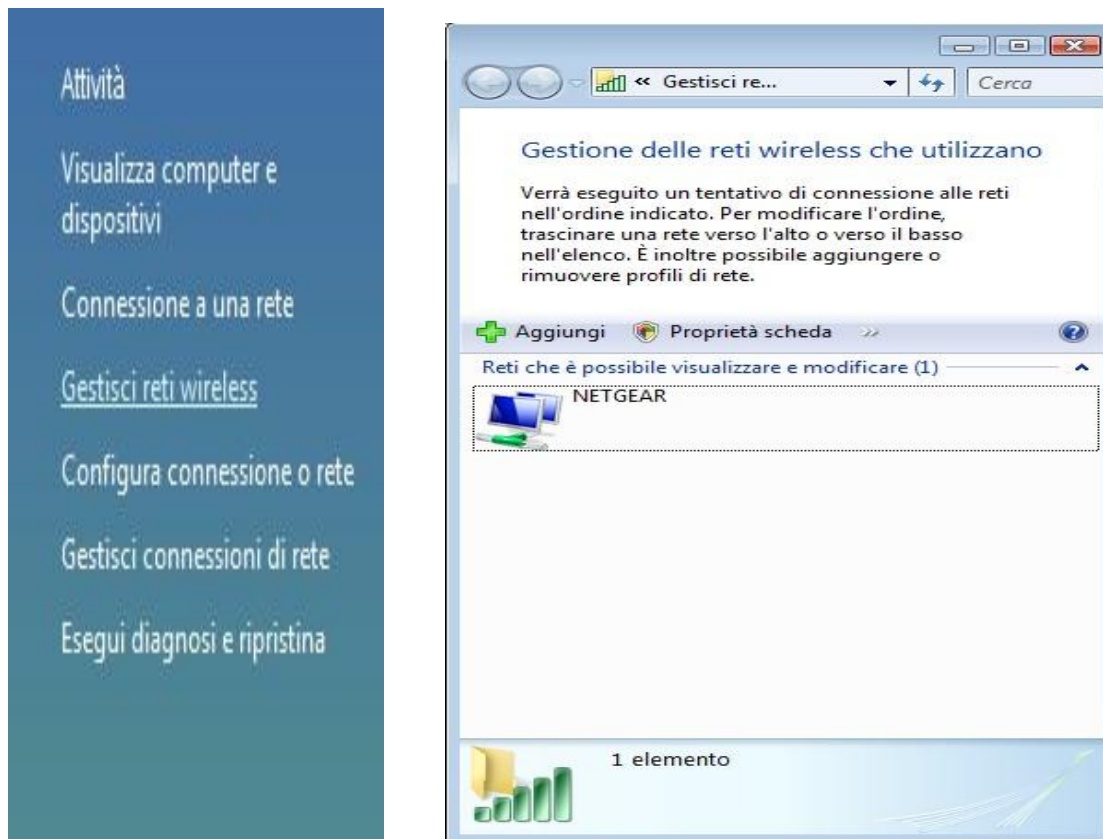 Attività
Visualizza computer e
dispositivi
Connessione a una rete
Gestisci reti wireless
Configura connessione o rete
Gestisci connessioni di rete
Esegui diagnosi e ripristina
« Gestisci re...
Cerca
Gestione delle reti wireless che utilizzano
Verrà eseguito un tentativo di connessione alle reti
nell'ordine indicato. Per modificare l'ordine,
trascinare una rete verso l'alto o verso il basso
nell'elenco. È inoltre possibile aggiungere o
rimuovere profili di rete.
Aggiungi Proprietà scheda »
Reti che è possibile visualizzare e modificare (1)
NETGEAR
1 elemento